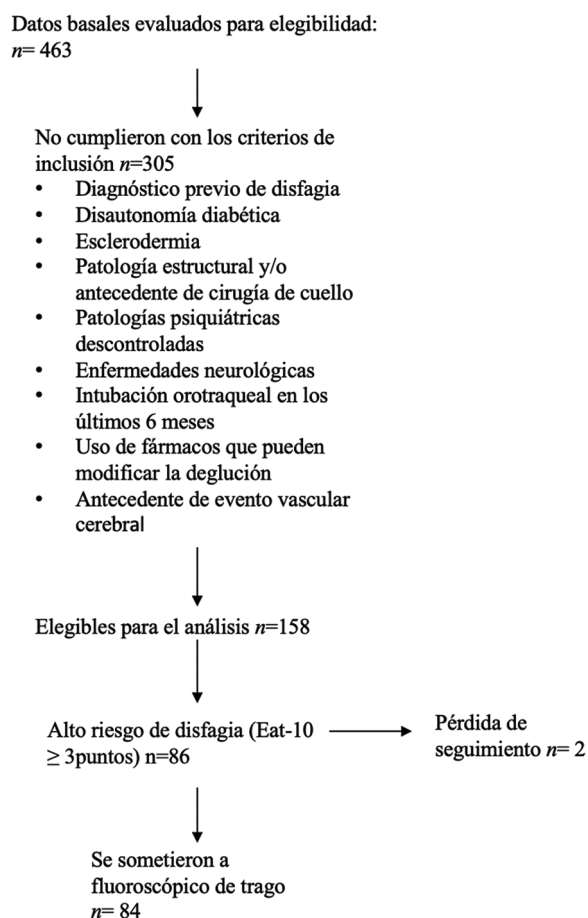 Datos basales evaluados para elegibilidad:
n= 463
No cumplieron con los criterios de
inclusión n=305
• Diagnóstico previo de disfagia
• Disautonomía diabética
• Esclerodermia
• Patología estructural y/o
antecedente de cirugía de cuello
• Patologías psiquiátricas
descontroladas
• Enfermedades neurológicas
• Intubación orotraqueal en los
últimos 6 meses
• Uso de fármacos que pueden
modificar la deglución
• Antecedente de evento vascular
cerebral
Elegibles para el análisis n=158
Alto riesgo de disfagia (Eat-10
≥ 3puntos) n=86
Pérdida de
seguimiento n= 2
Se sometieron a
fluoroscópico de trago
n= 84